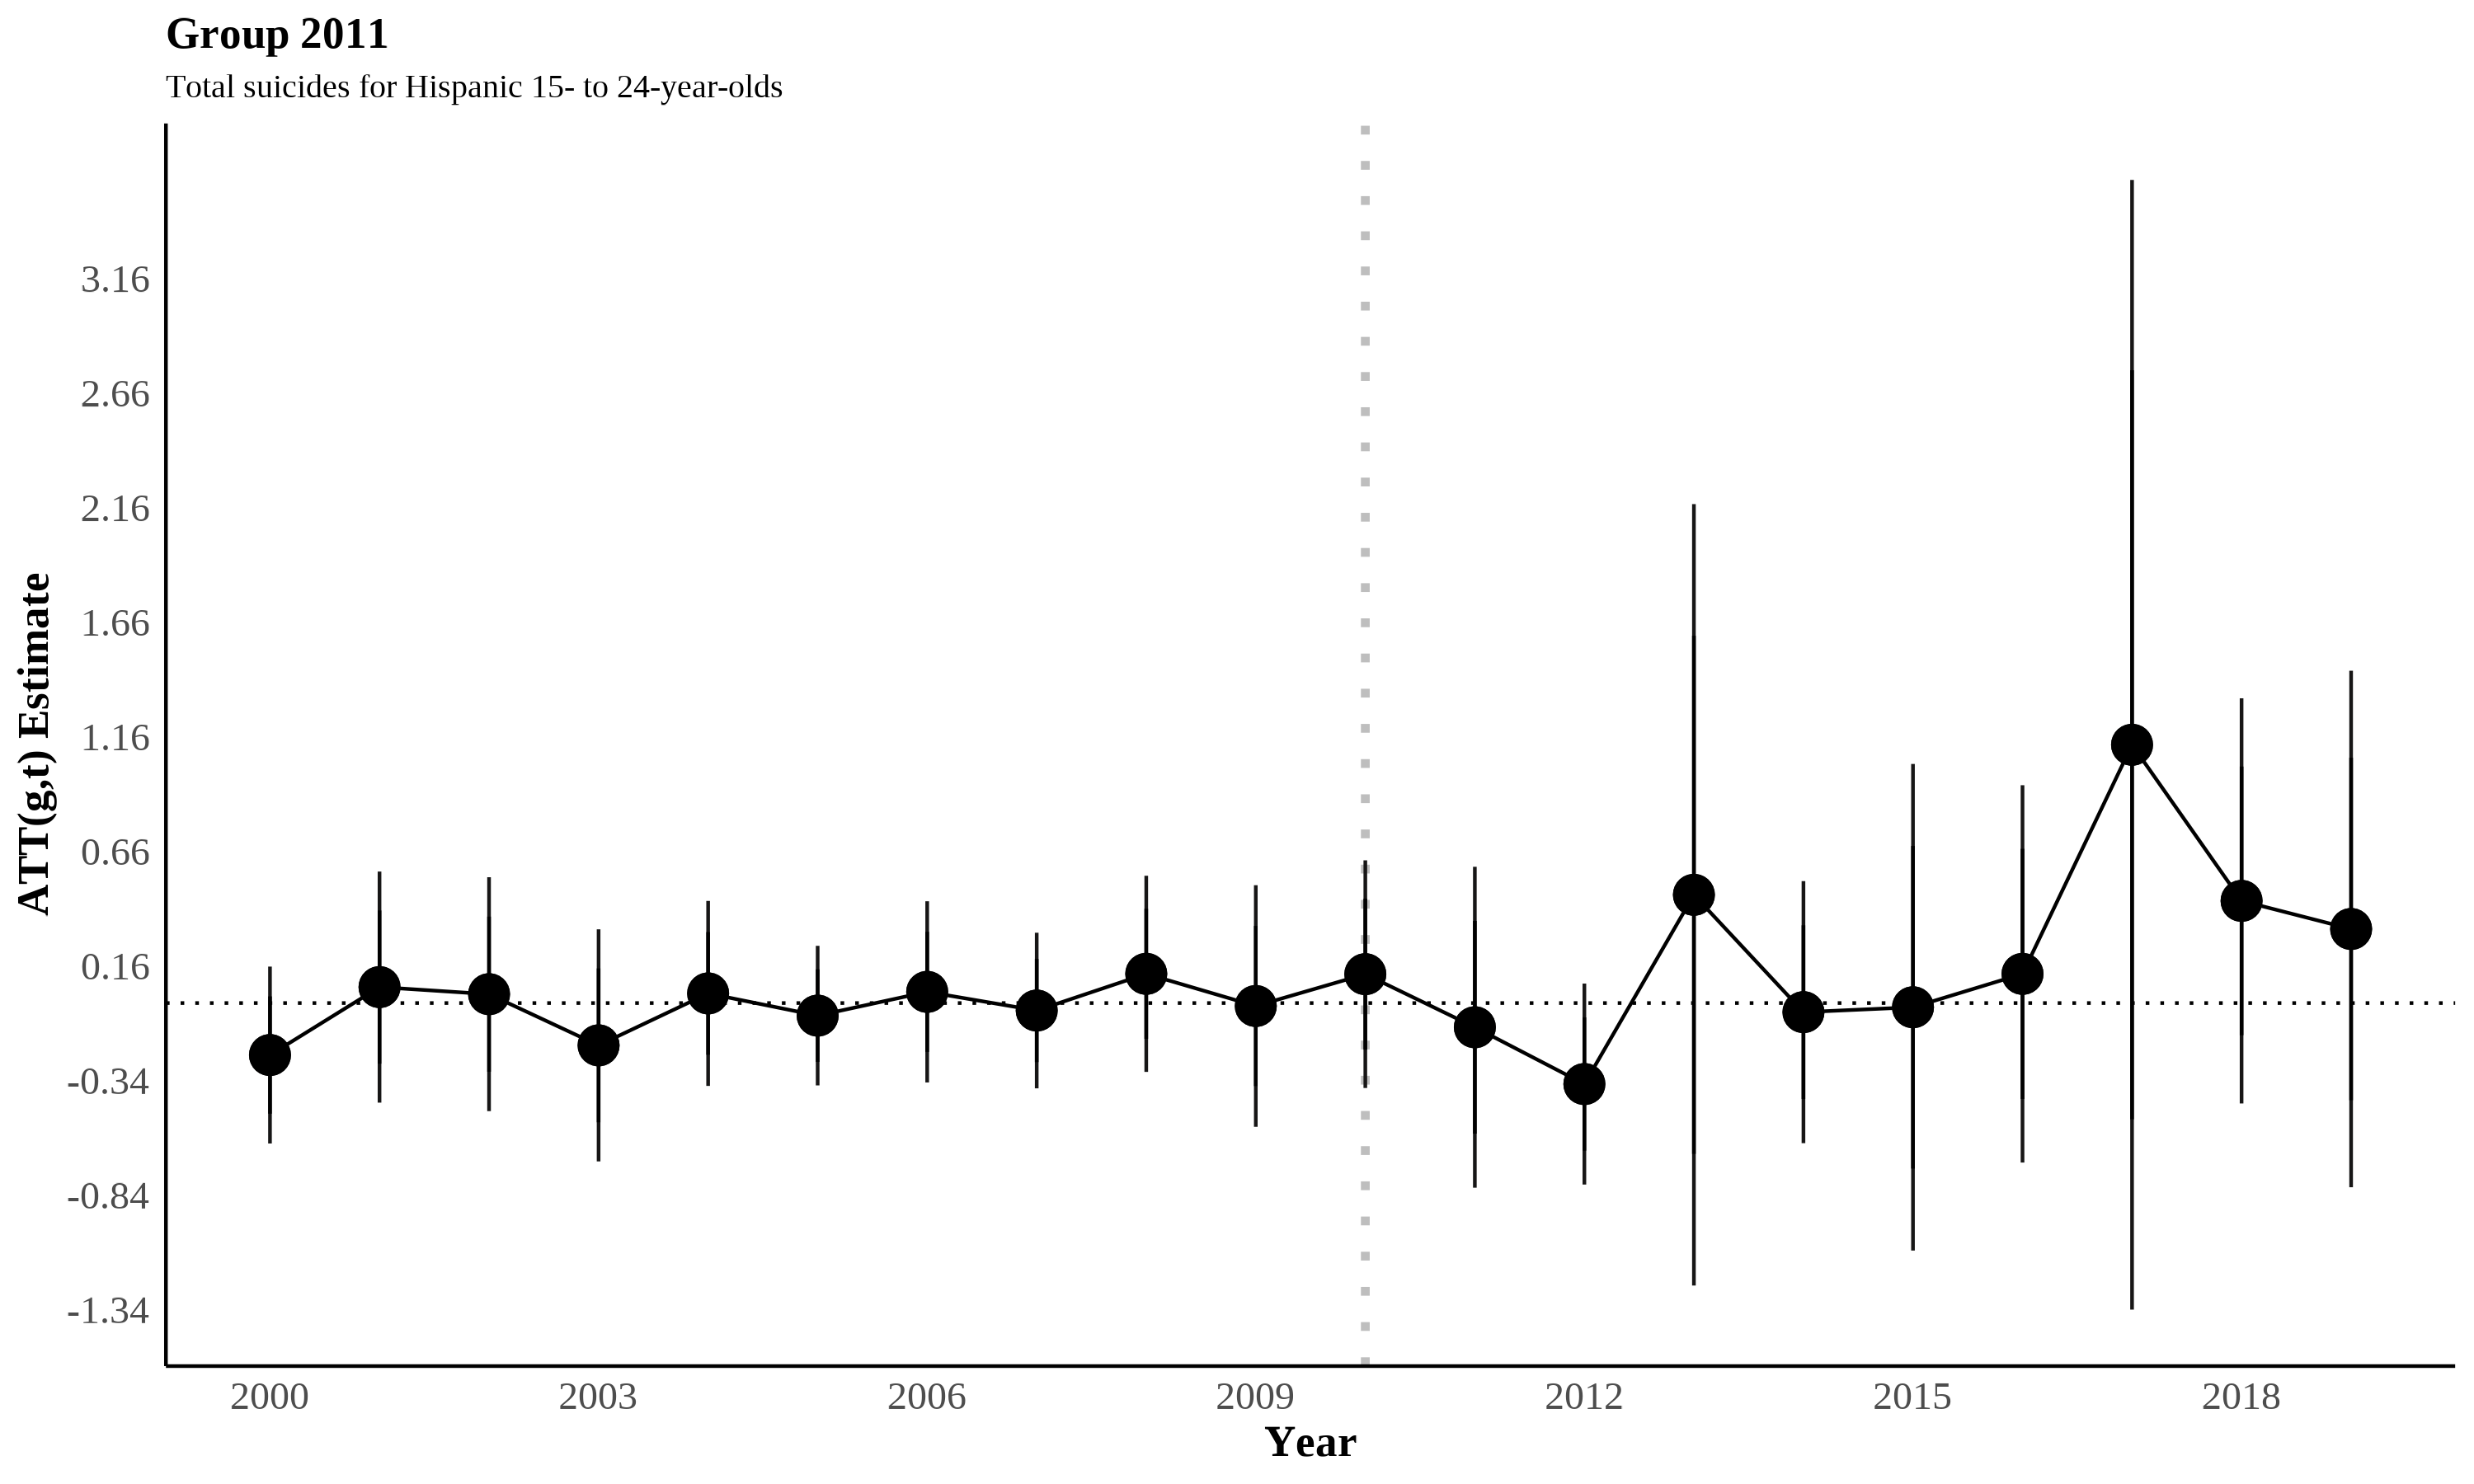 Group 2011
Total suicides for Hispanic 15- to 24-year-olds
ATT(g,t) Estimate
3.16
2.66
2.16
1.66
1.16
0.66
0.16
-0.34
-0.84
-1.34
2000 2003 2006 2009 2012 2015 2018
Year